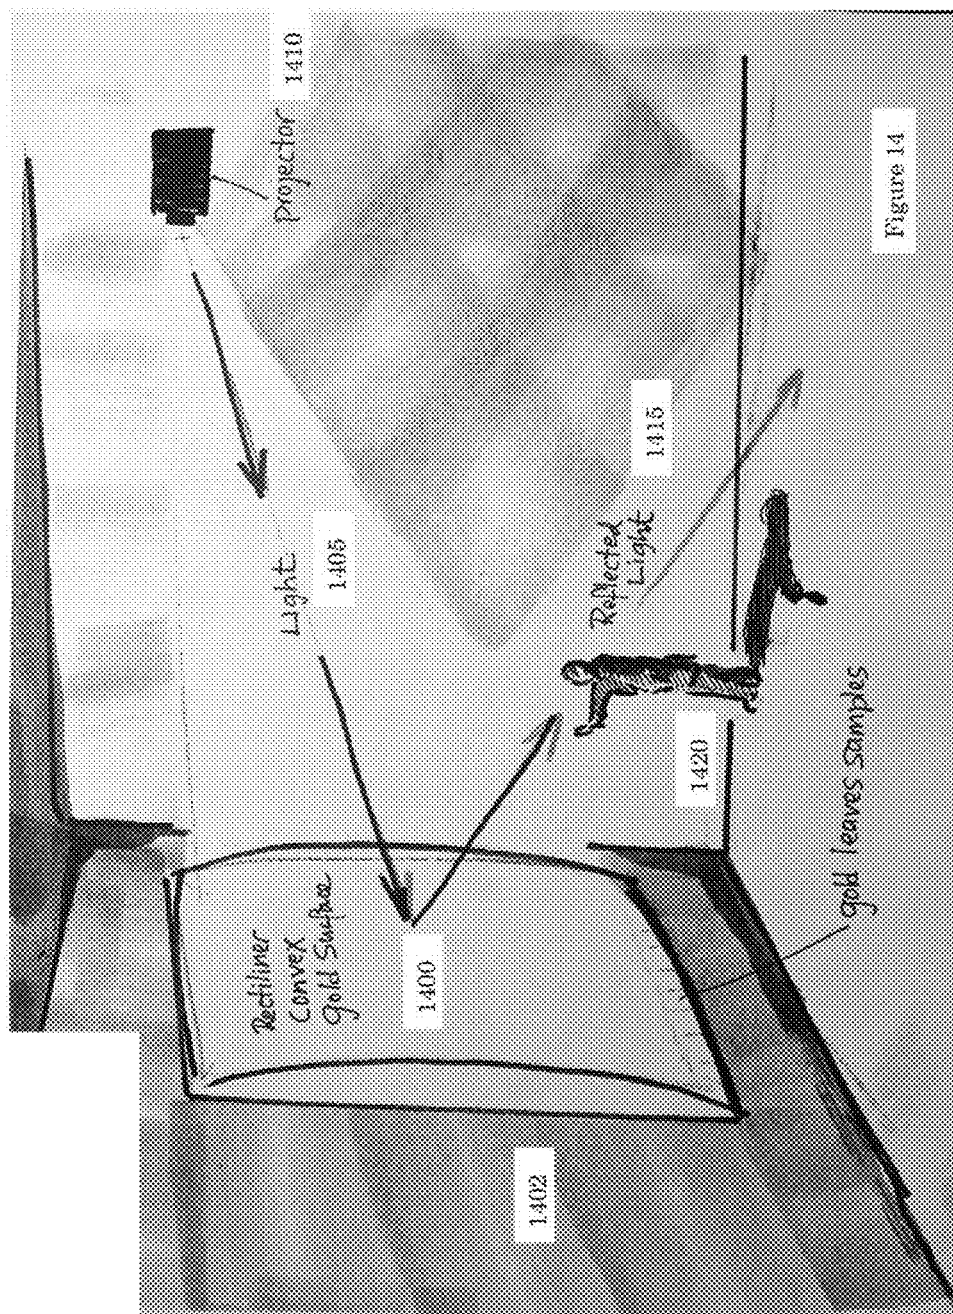 1410
Projector
Light
1405
Rectiliner
Convex
gold Surface
1400
Reflected
Light
1415
1420
1402
gold leaves samples
Figure 14